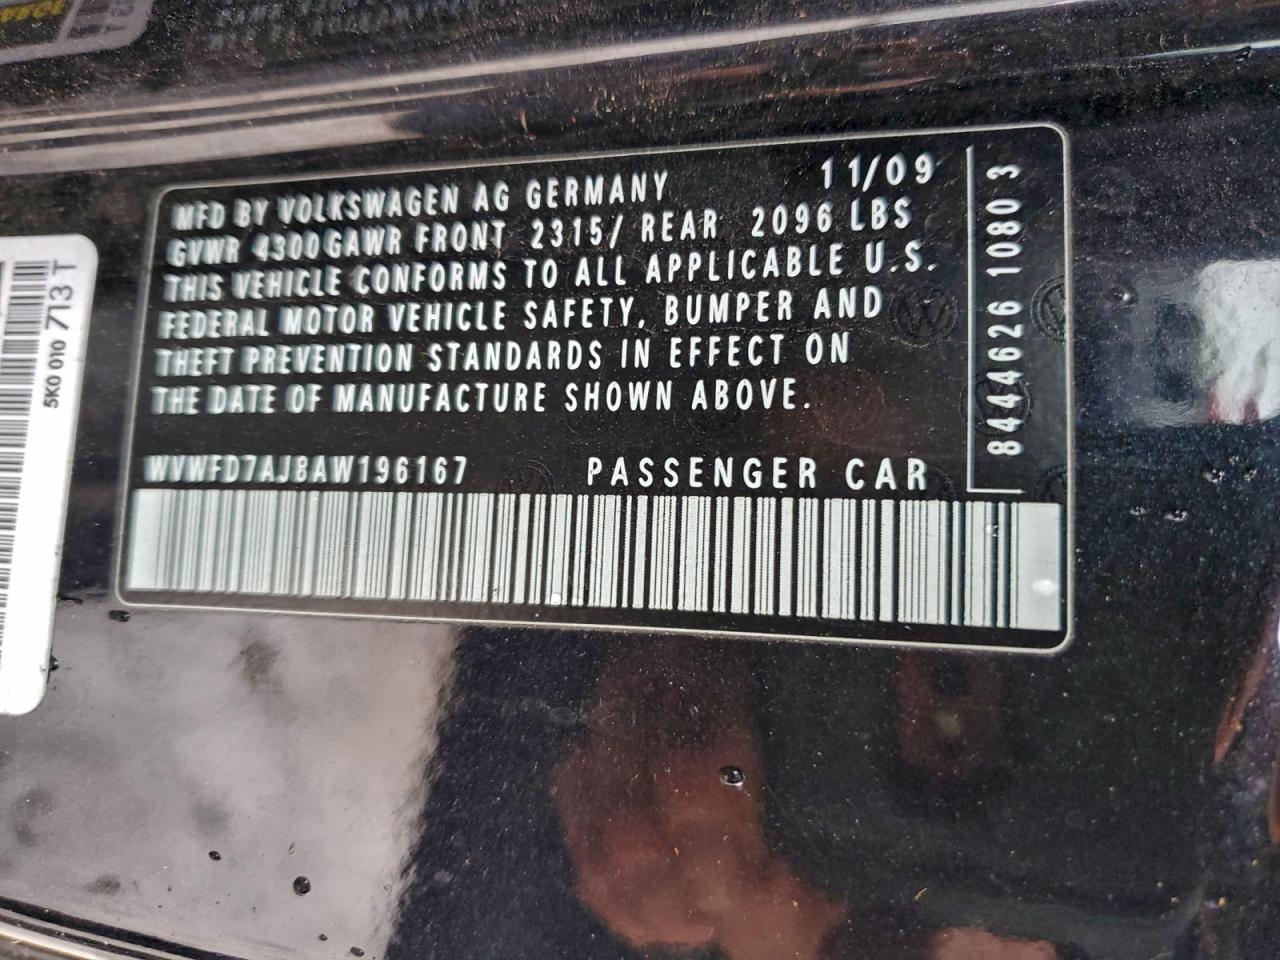 MFD BY VOLKSWAGEN AG GERMANY 11/09
GVWR 4300GAWR FRONT 2315/ REAR 2096 LBS
THIS VEHICLE CONFORMS TO ALL APPLICABLE U.S.
FEDERAL MOTOR VEHICLE SAFETY, BUMPER AND
THEFT PREVENTION STANDARDS IN EFFECT ON
THE DATE OF MANUFACTURE SHOWN ABOVE.
WVWFD7AJ8AW196167 PASSENGER CAR
8444626 1080 3
5K0 010 713 T